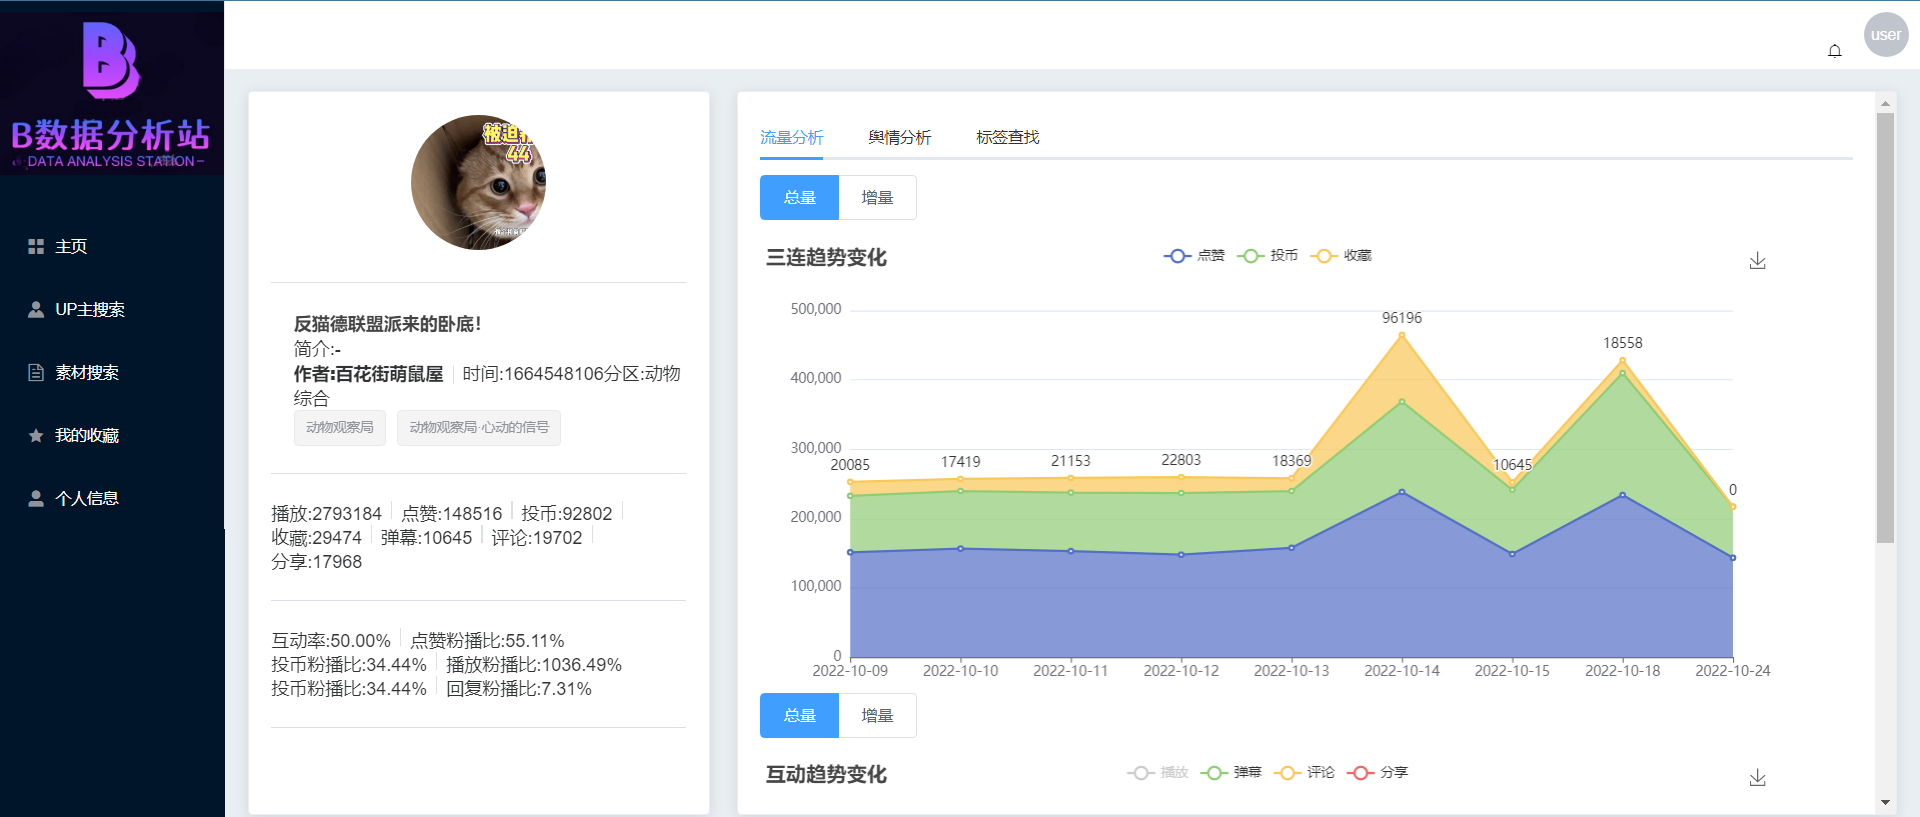 B数据分析站
DATA ANALYSIS STATION
主页
UP主搜索
素材搜索
我的收藏
个人信息
user
44
反猫德联盟派来的卧底!
简介:-
作者:百花街萌鼠屋 时间:1664548106分区:动物
综合
动物观察局 动物观察局·心动的信号
播放:2793184 点赞:148516 投币:92802
收藏:29474 弹幕:10645 评论:19702
分享:17968
互动率:50.00% 点赞粉播比:55.11%
投币粉播比:34.44% 播放粉播比:1036.49%
投币粉播比:34.44% 回复粉播比:7.31%
流量分析 舆情分析 标签查找
总量 增量
三连趋势变化
点赞 投币 收藏
500,000
400,000
300,000
200,000
100,000
0
20085 17419 21153 22803 18369 96196 10645 18558 0
2022-10-09 2022-10-10 2022-10-11 2022-10-12 2022-10-13 2022-10-14 2022-10-15 2022-10-18 2022-10-24
总量 增量
互动趋势变化
播放 弹幕 评论 分享